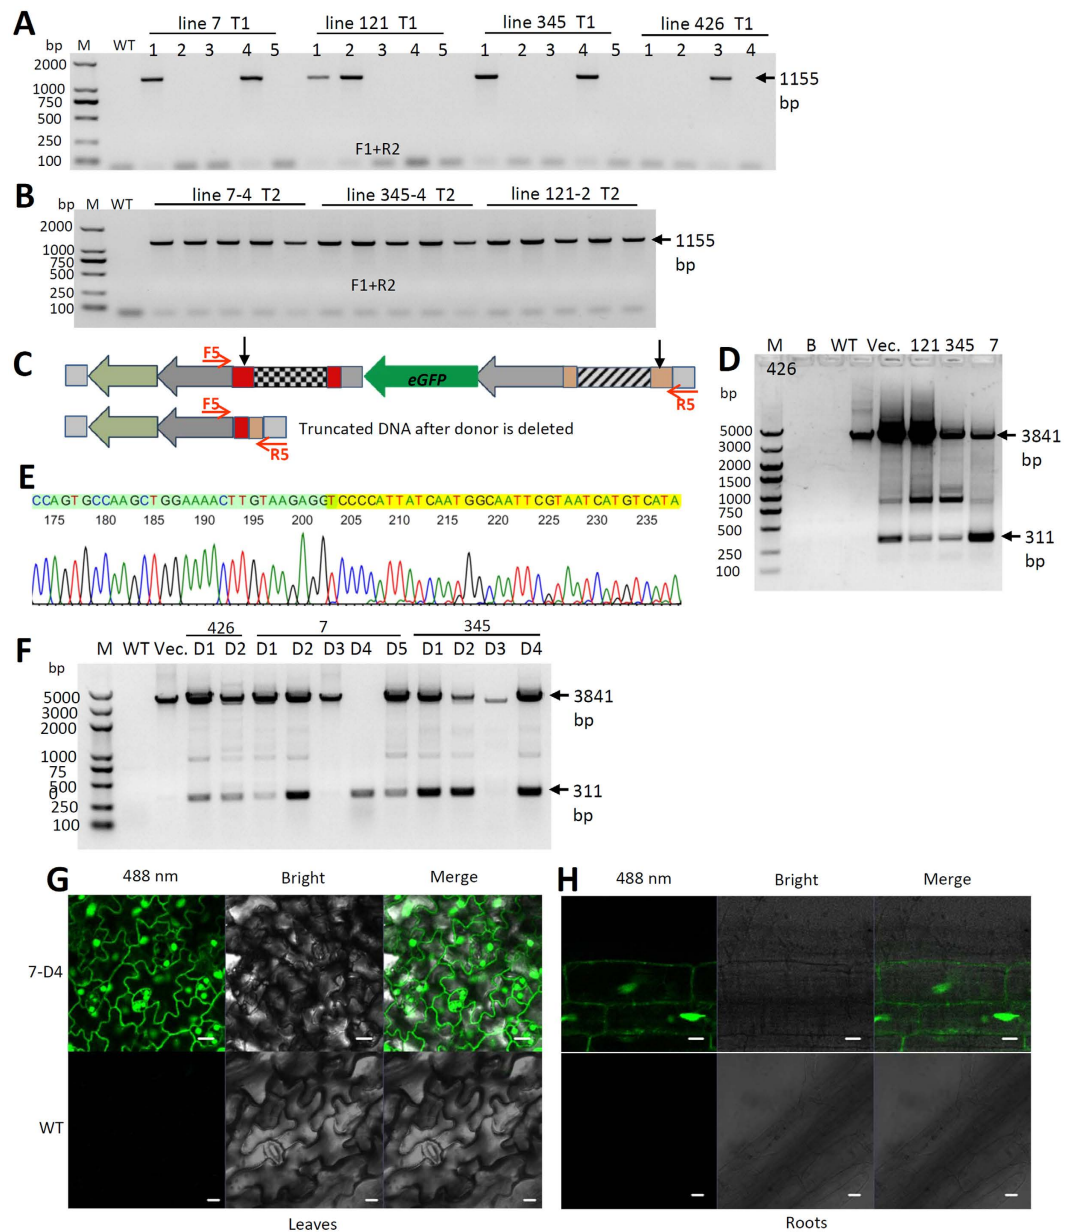 A
line 7 T1 line 121 T1 line 345 T1 line 426 T1
bp M WT 1 2 3 4 5 1 2 3 4 5 1 2 3 4 5 1 2 3 4
2000
1000
750
500
250
100
1155
bp
F1+R2
B
line 7-4 T2 line 345-4 T2 line 121-2 T2
bp M WT
2000
1000
750
500
250
100
1155
bp
F1+R2
C
F5
eGFP
R5
F5
R5
Truncated DNA after donor is deleted
D
M B WT Vec. 121 345 7
426
bp
5000
3000
2000
1500
1000
750
500
250
100
3841
bp
311
bp
E
CCAGTGCCAAGCTGGAAAACTTGTAAGAGGTCCCCATTATCAATGGCAATTCGTAATCATGTCATA
175 180 185 190 195 200 205 210 215 220 225 230 235
F
426 7 345
M WT Vec. D1 D2 D1 D2 D3 D4 D5 D1 D2 D3 D4
bp
5000
3000
2000
1000
75
500
0
250
100
3841
bp
311
bp
G
488 nm Bright Merge
7-D4
WT
Leaves
H
488 nm Bright Merge
Roots